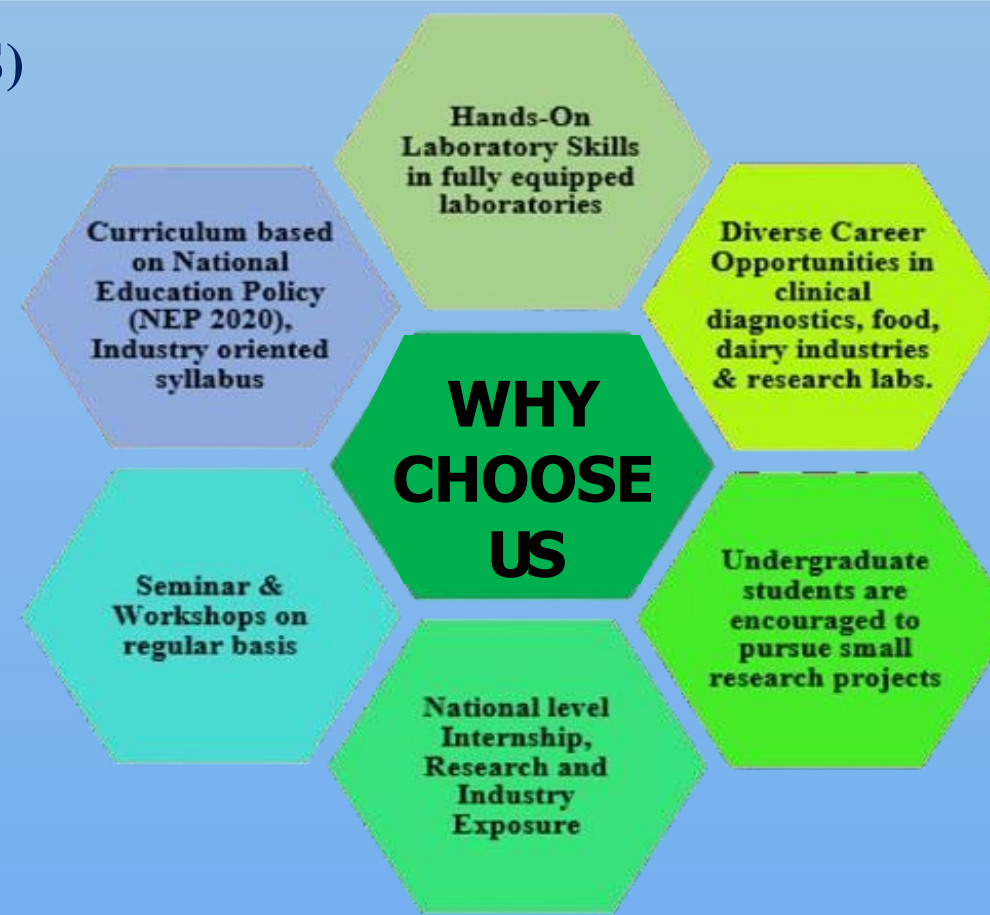 S)
Hands-On
Laboratory Skills
in fully equipped
laboratories
Curriculum based
on National
Education Policy
(NEP 2020),
Industry oriented
syllabus
Diverse Career
Opportunities in
clinical
diagnostics, food,
dairy industries
& research labs.
WHY
CHOOSE
US
Seminar &
Workshops on
regular basis
Undergraduate
students are
encouraged to
pursue small
research projects
National level
Internship,
Research and
Industry
Exposure